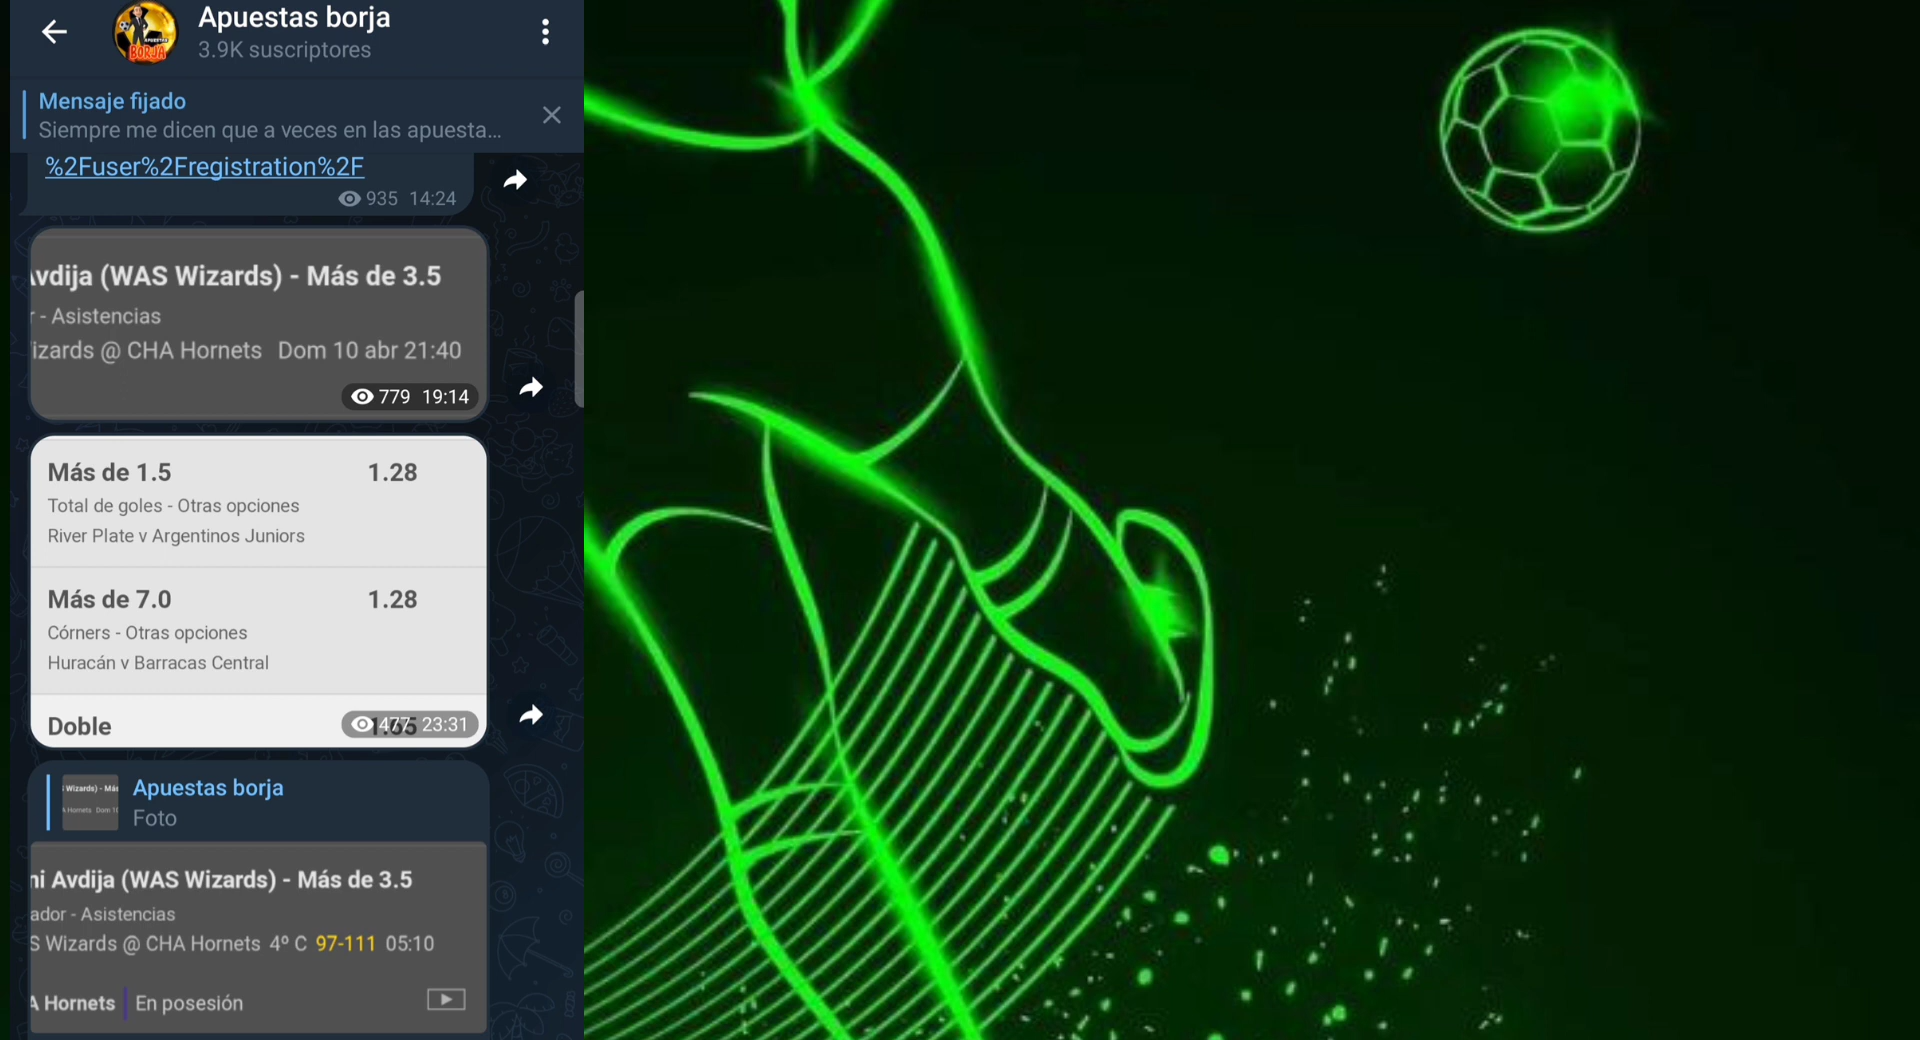 Apuestas borja
3.9K suscriptores
BORJA
Mensaje fijado
Siempre me dicen que a veces en las apuesta...
%2Fuser%2Fregistration%2F
935 14:24
Avdija (WAS Wizards) - Más de 3.5
r - Asistencias
izards @ CHA Hornets Dom 10 abr 21:40
779 19:14
Más de 1.5 1.28
Total de goles - Otras opciones
River Plate v Argentinos Juniors
Más de 7.0 1.28
Córners - Otras opciones
Huracán v Barracas Central
Doble
477 23:31
Apuestas borja
Foto
ni Avdija (WAS Wizards) - Más de 3.5
ador - Asistencias
S Wizards @ CHA Hornets 4º C 97-111 05:10
A Hornets En posesión